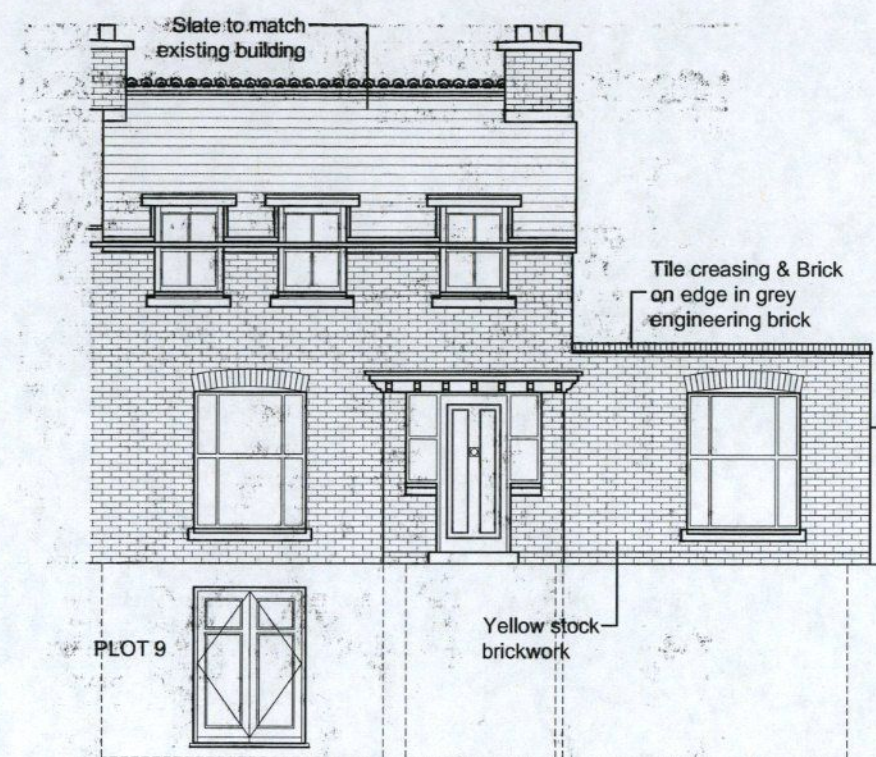 Slate to match
existing building
Tile creasing & Brick
on edge in grey
engineering brick
Yellow stock
brickwork
PLOT 9